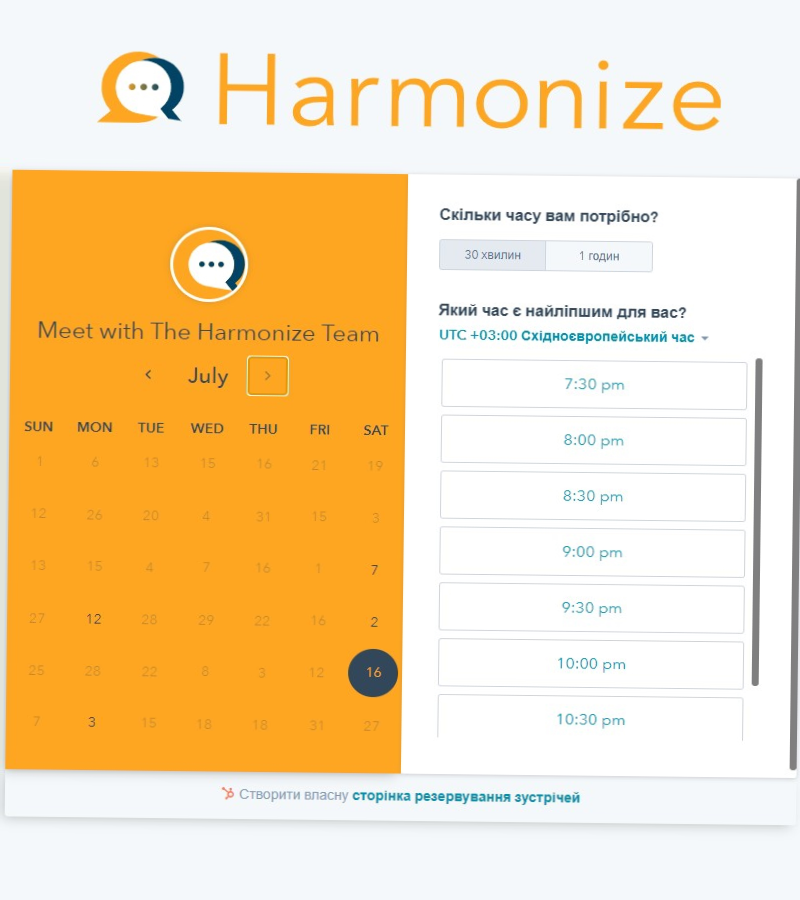 Harmonize
Meet with The Harmonize Team
July
SUN MON TUE WED THU FRI SAT
1 6 13 15 16 21 19
12 26 20 4 31 15 3
13 15 4 7 16 1 7
27 12 28 29 22 16 2
25 28 22 8 3 12 16
7 3 15 18 18 31 27
Скільки часу вам потрібно?
30 хвилин 1 годин
Який час є найліпшим для вас?
UTC +03:00 Східноєвропейський час
7:30 pm
8:00 pm
8:30 pm
9:00 pm
9:30 pm
10:00 pm
10:30 pm
Створити власну сторінка резервування зустрічей